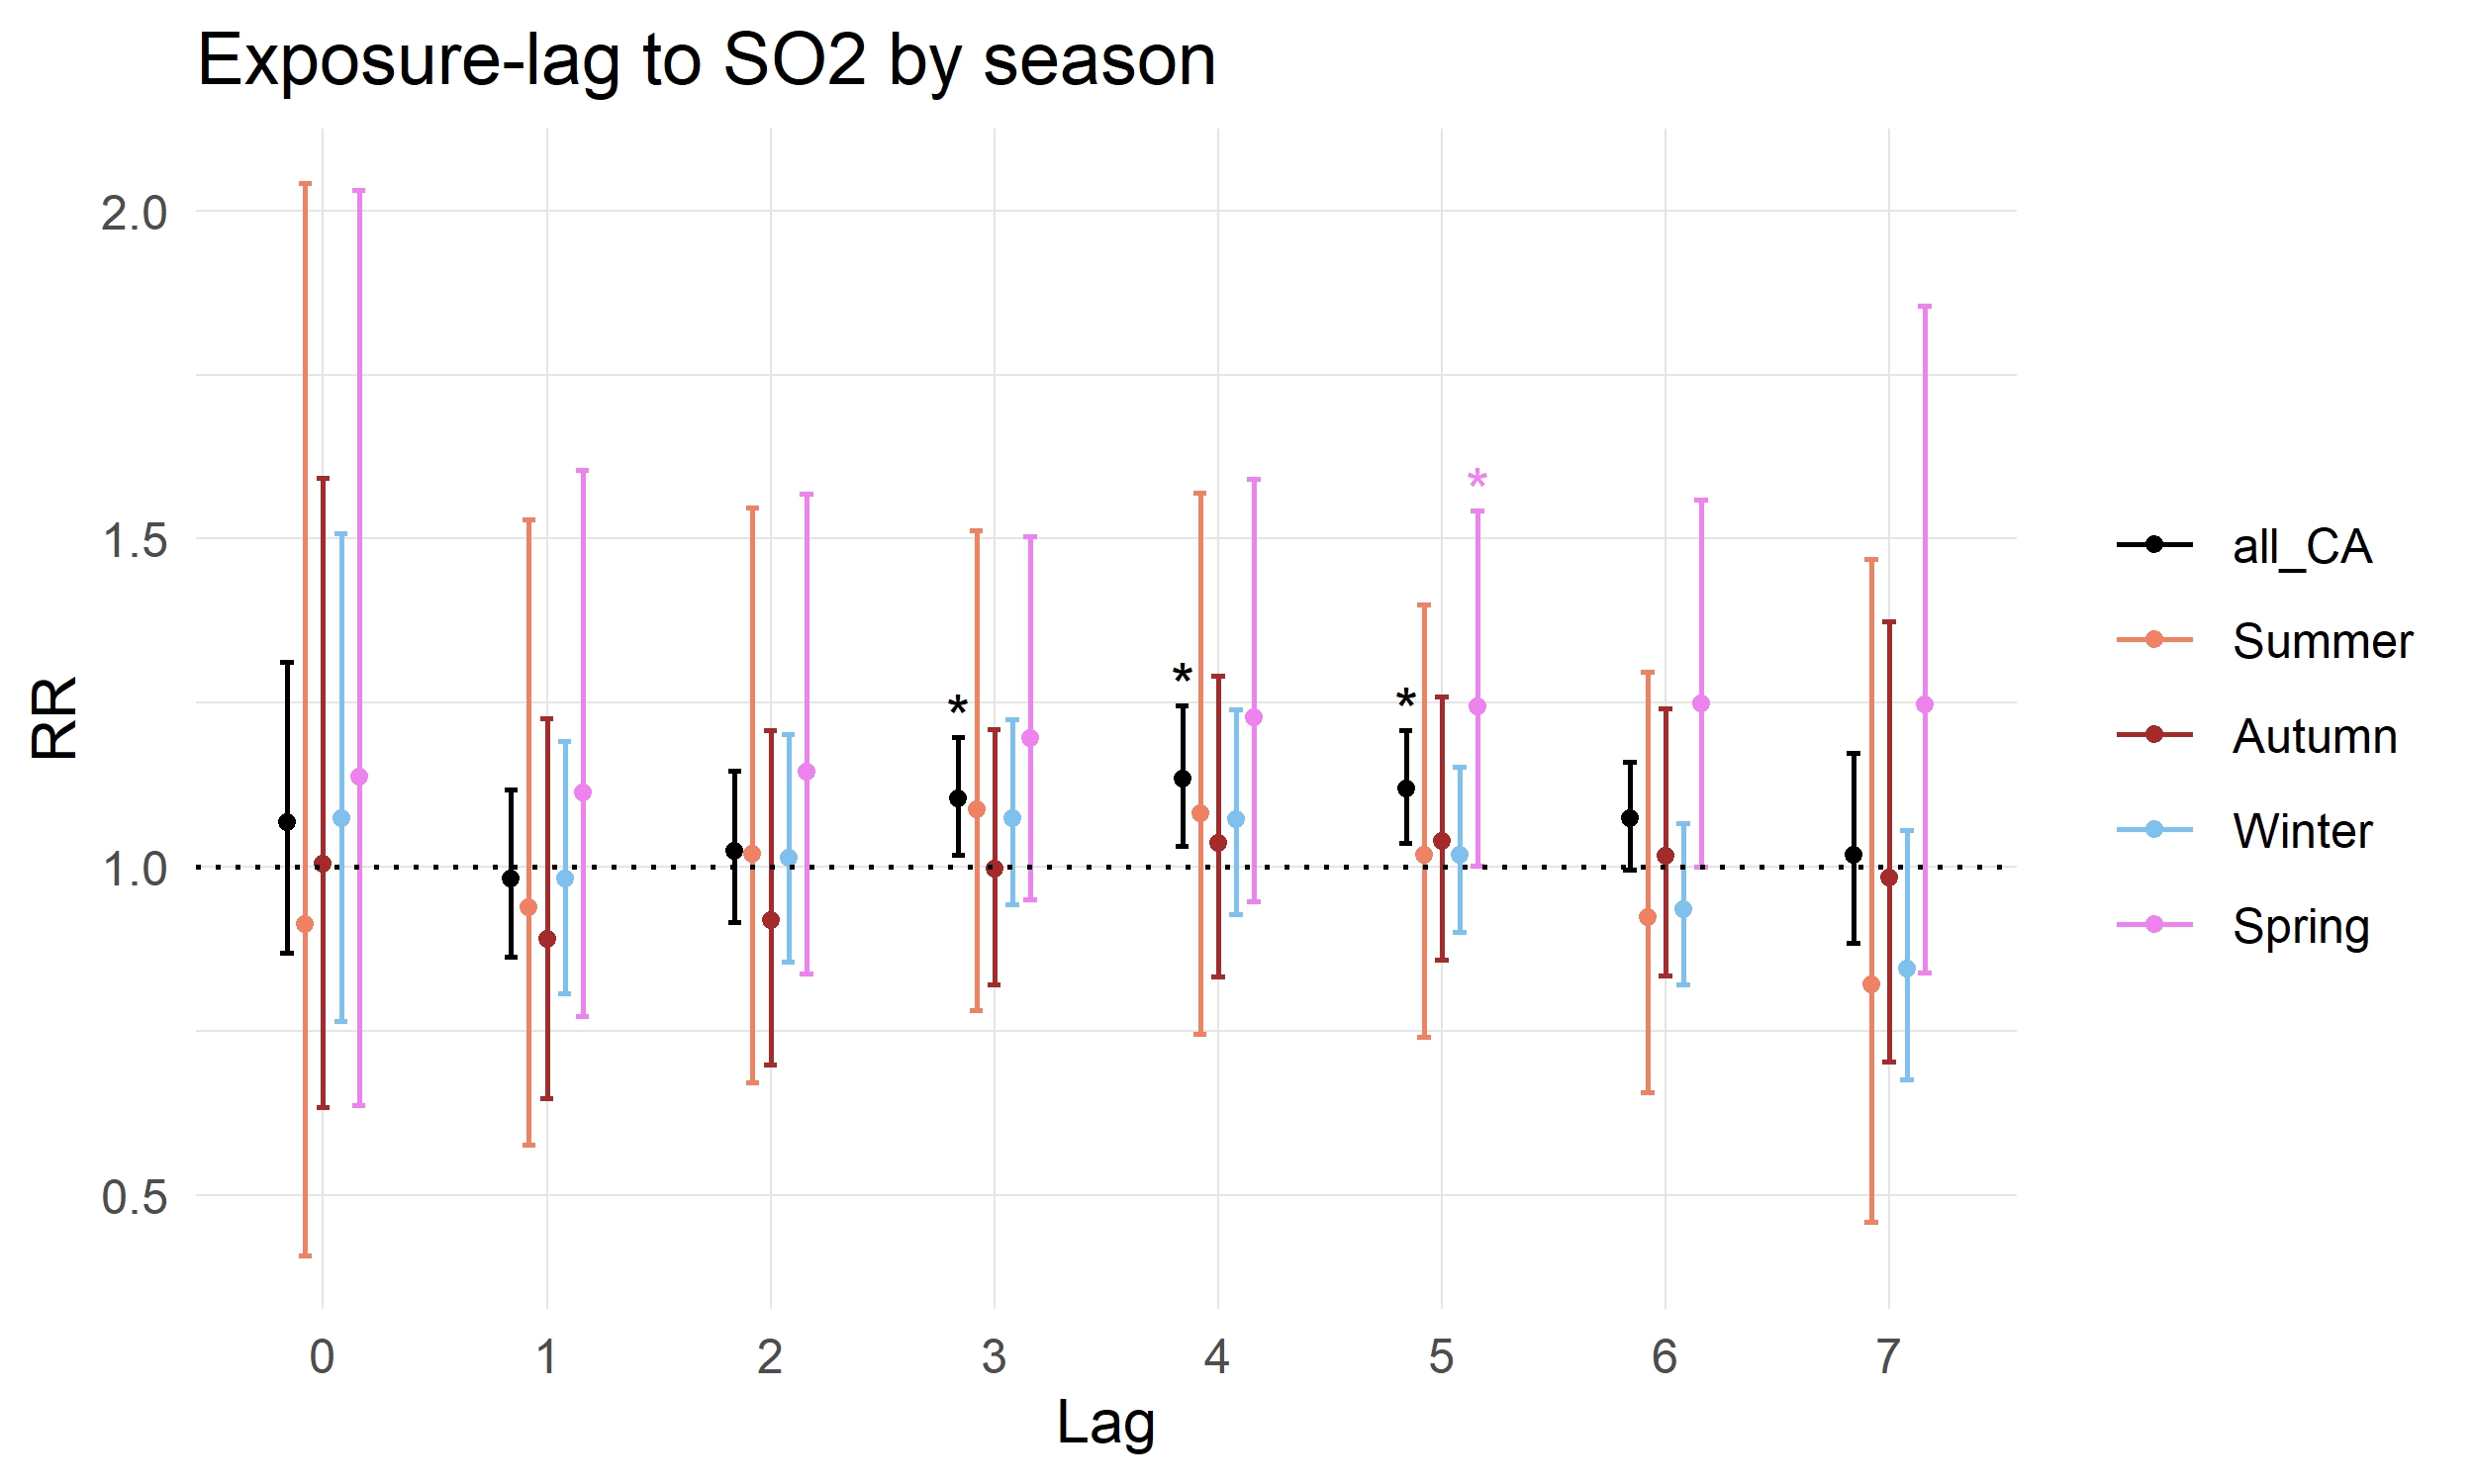 Exposure-lag to SO2 by season
2.0
1.5
1.0
0.5
RR
*
*
*
*
0
1
2
3
4
5
6
7
Lag
all_CA
Summer
Autumn
Winter
Spring